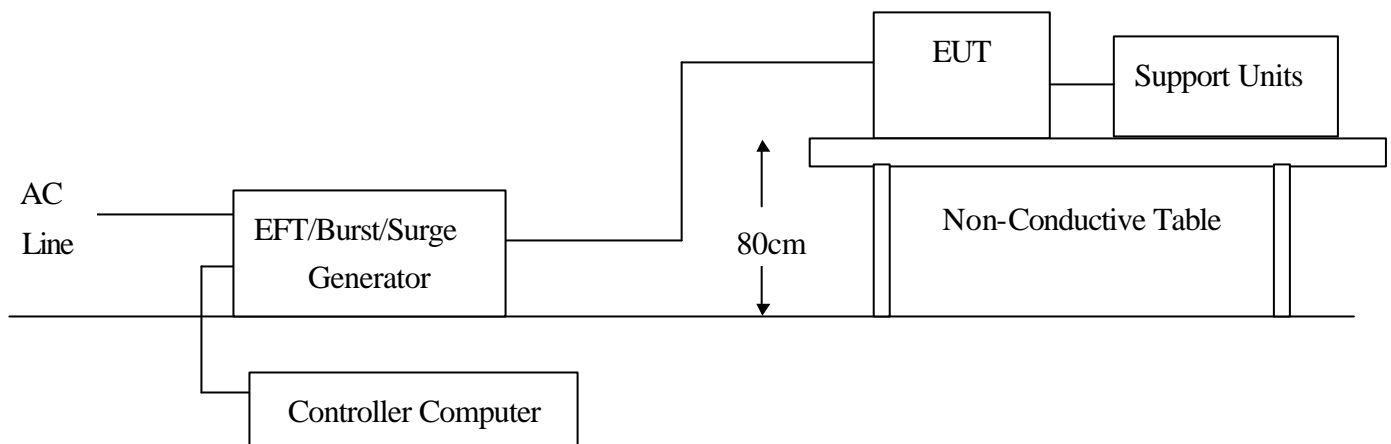 EUT
Support Units
AC
Line
EFT/Burst/Surge
Generator
80cm
Non-Conductive Table
Controller Computer